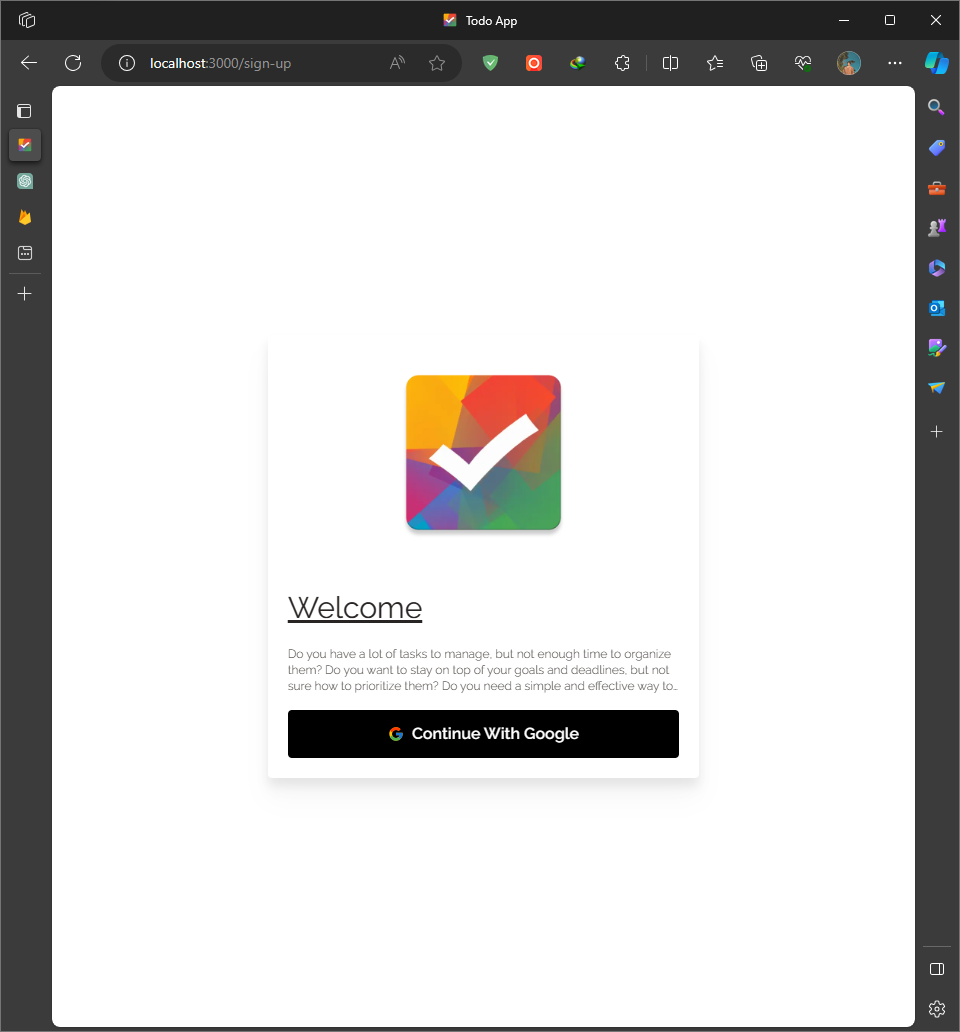 Todo App
localhost:3000/sign-up
Welcome
Do you have a lot of tasks to manage, but not enough time to organize
them? Do you want to stay on top of your goals and deadlines, but not
sure how to prioritize them? Do you need a simple and effective way to…
Continue With Google